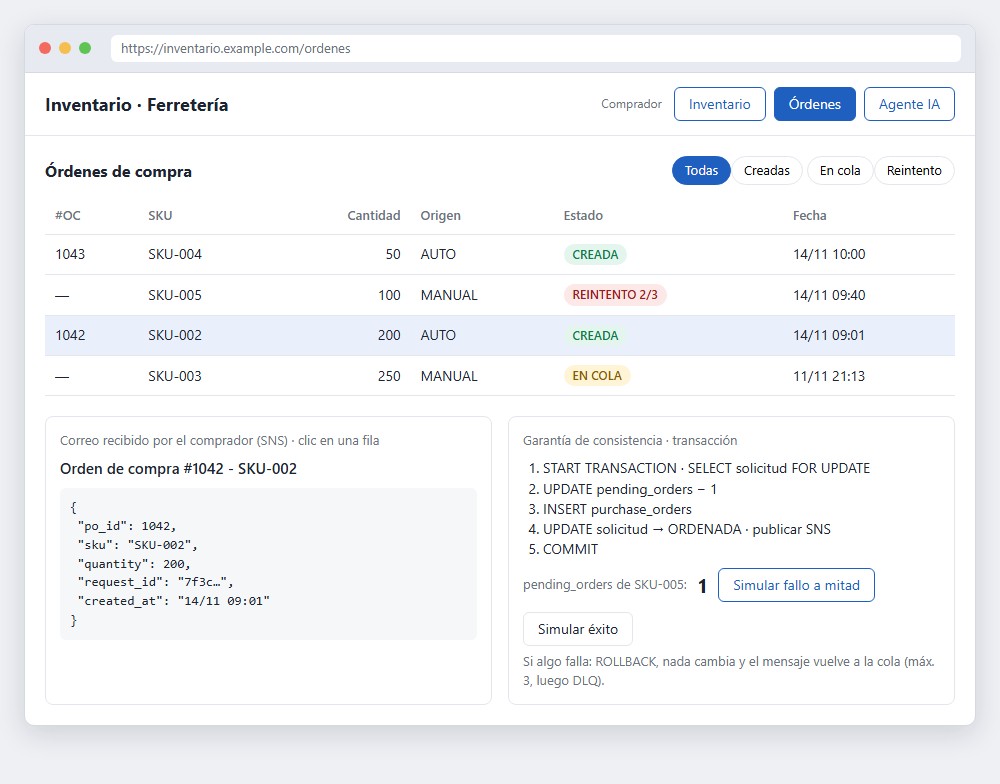 https://inventario.example.com/ordenes
Inventario · Ferretería
Comprador
Inventario
Órdenes
Agente IA
Órdenes de compra
Todas
Creadas
En cola
Reintento
#OC SKU Cantidad Origen Estado Fecha
1043 SKU-004 50 AUTO CREADA 14/11 10:00
— SKU-005 100 MANUAL REINTENTO 2/3 14/11 09:40
1042 SKU-002 200 AUTO CREADA 14/11 09:01
— SKU-003 250 MANUAL EN COLA 11/11 21:13
Correo recibido por el comprador (SNS) · clic en una fila
Orden de compra #1042 - SKU-002
{
"po_id": 1042,
"sku": "SKU-002",
"quantity": 200,
"request_id": "7f3c…",
"created_at": "14/11 09:01"
}
Garantía de consistencia · transacción
1. START TRANSACTION · SELECT solicitud FOR UPDATE
2. UPDATE pending_orders − 1
3. INSERT purchase_orders
4. UPDATE solicitud → ORDENADA · publicar SNS
5. COMMIT
pending_orders de SKU-005: 1
Simular fallo a mitad
Simular éxito
Si algo falla: ROLLBACK, nada cambia y el mensaje vuelve a la cola (máx.
3, luego DLQ).